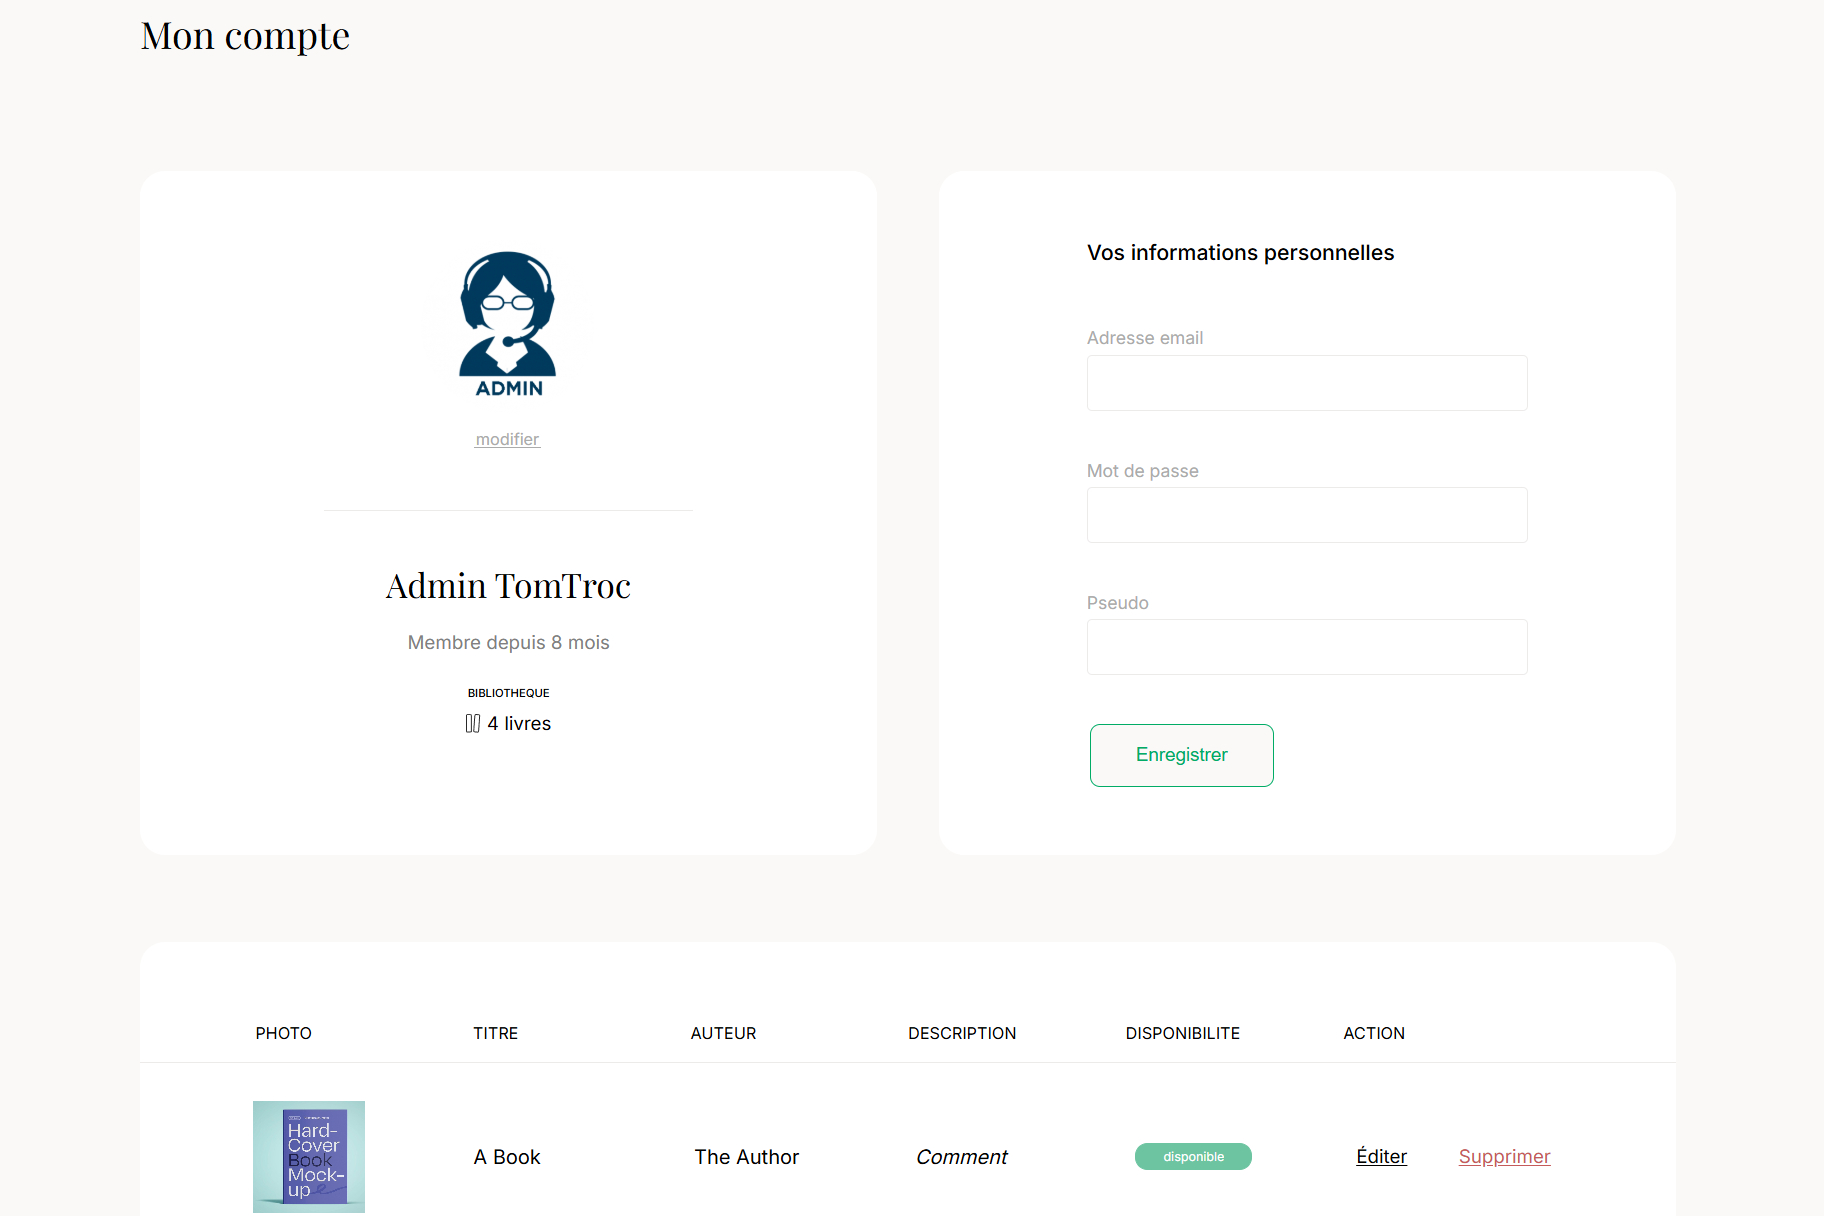 Mon compte
ADMIN
modifier
Admin TomTroc
Membre depuis 8 mois
BIBLIOTHEQUE
4 livres
Vos informations personnelles
Adresse email
Mot de passe
Pseudo
Enregistrer
PHOTO TITRE AUTEUR DESCRIPTION DISPONIBILITE ACTION
Hard-
Cover
Book
Mock-
up
A Book The Author Comment disponible Éditer Supprimer